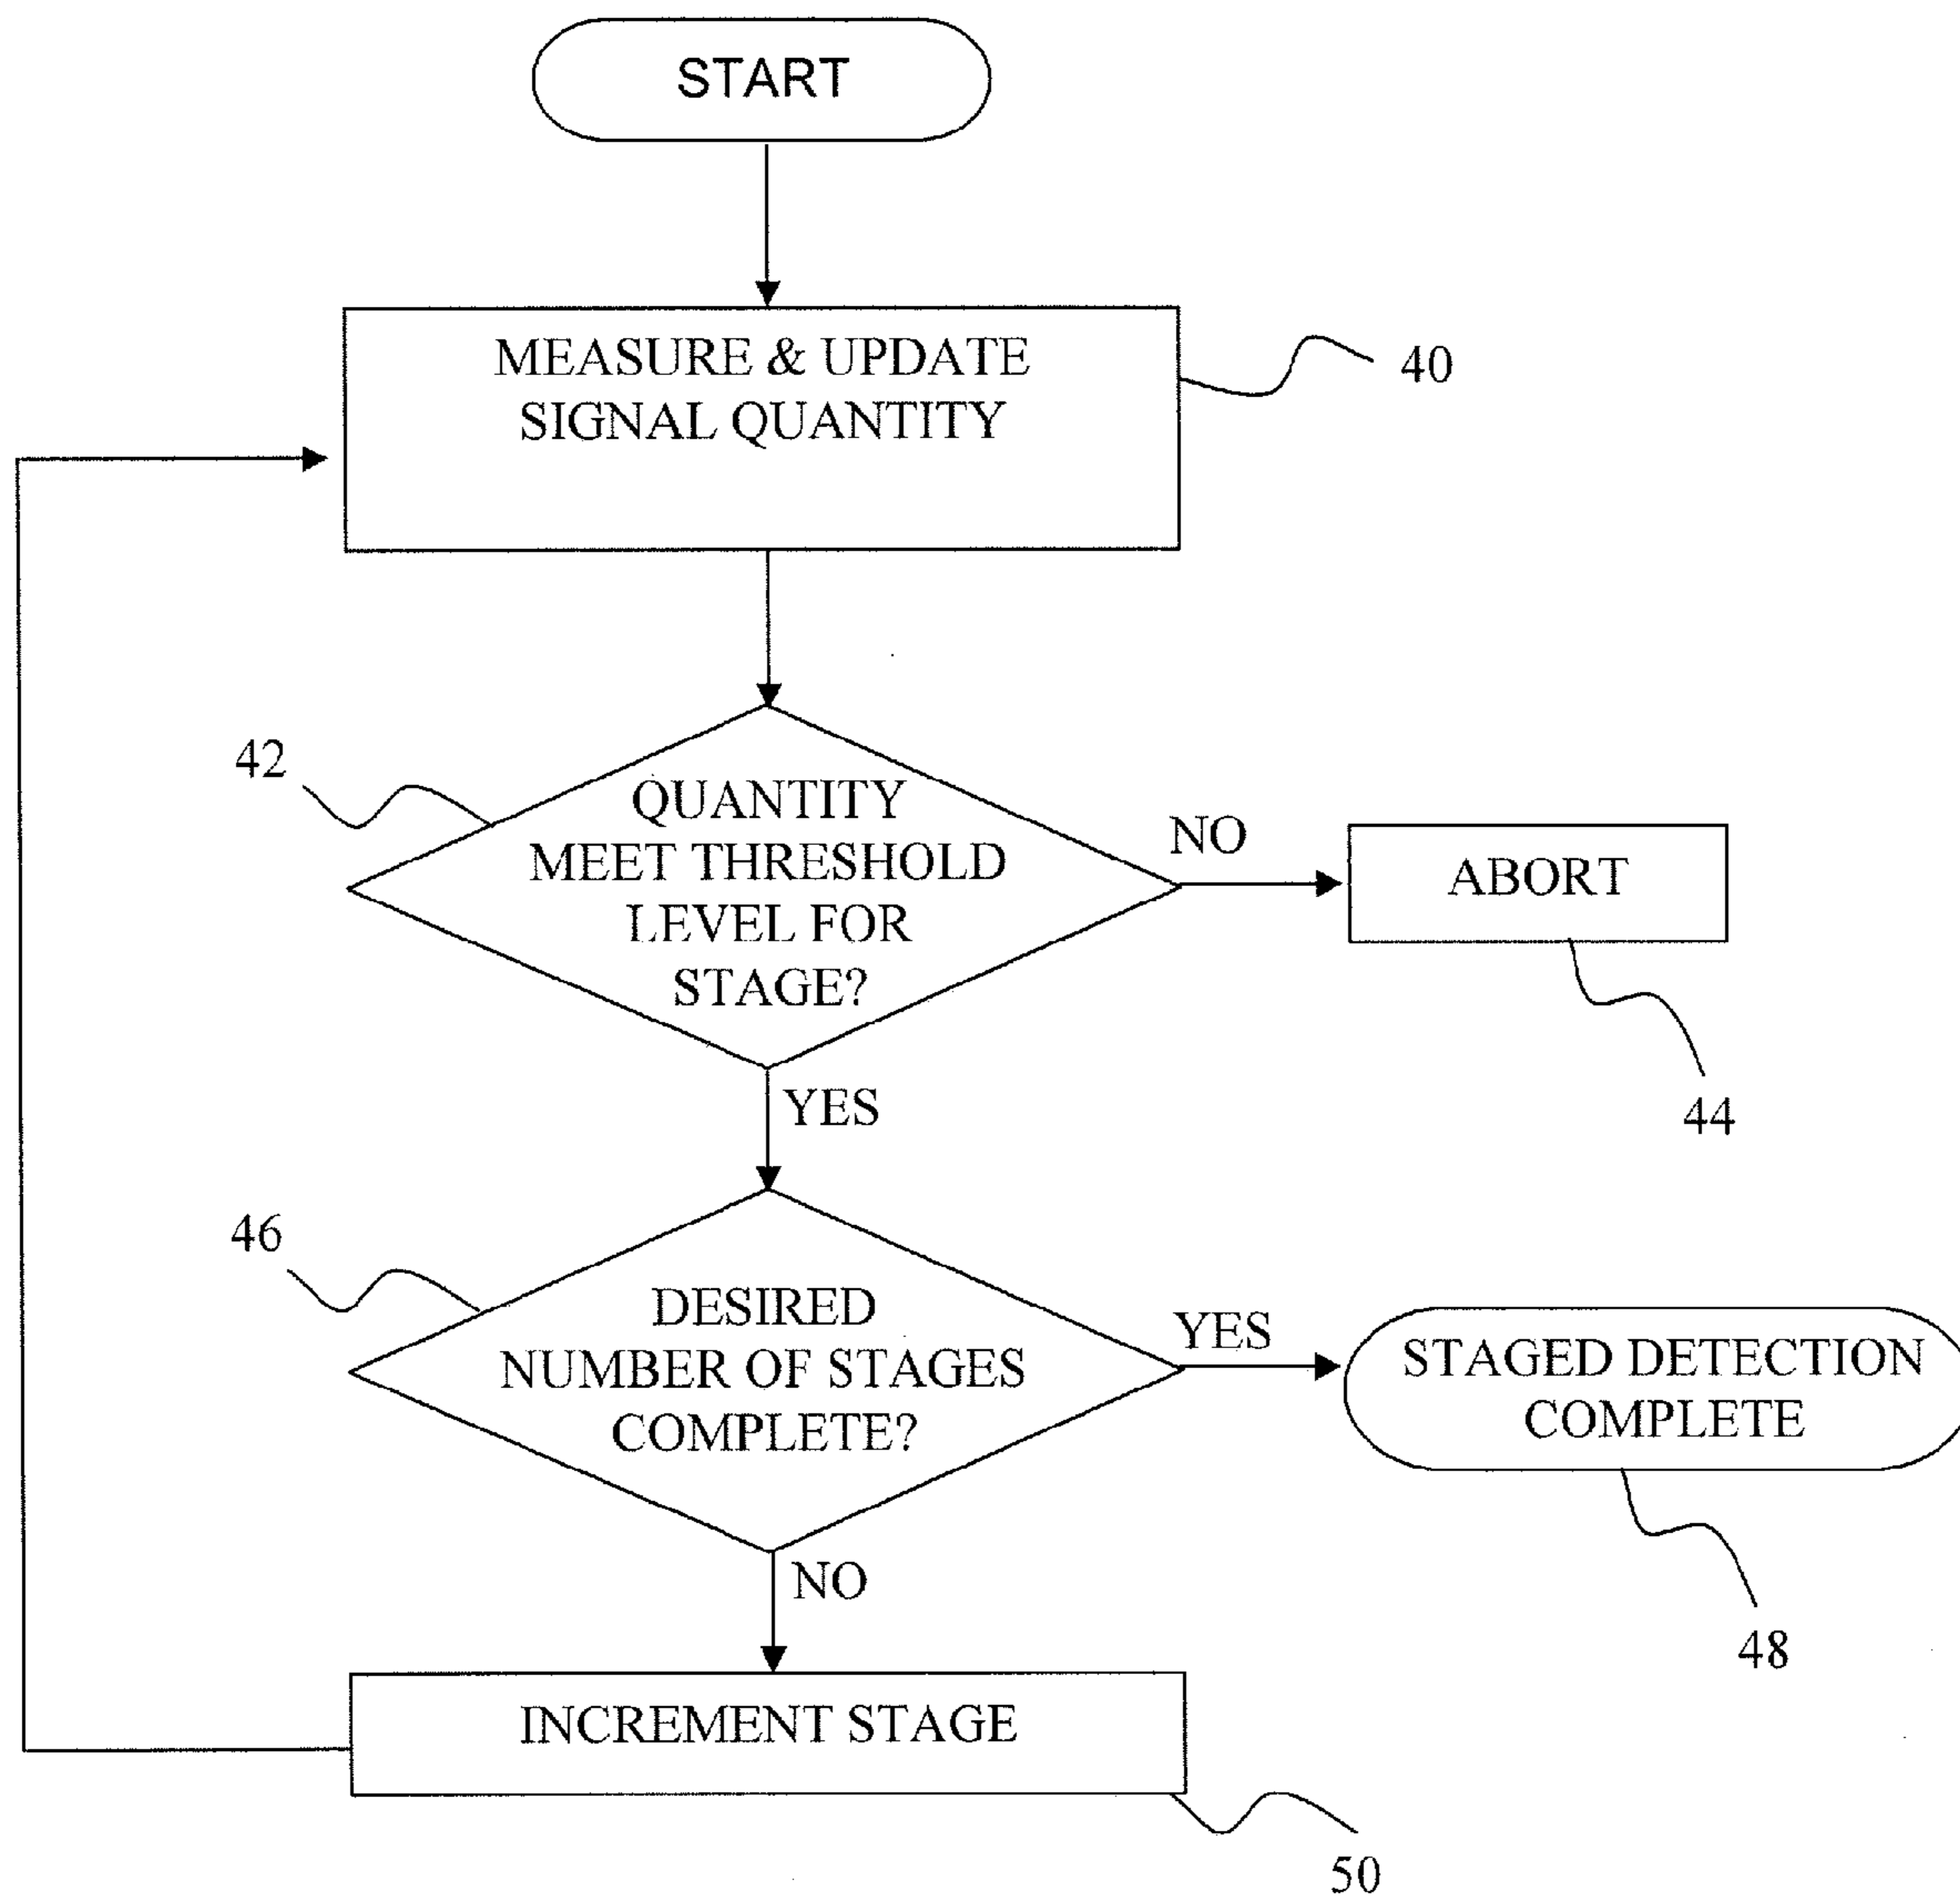 START
MEASURE & UPDATE
SIGNAL QUANTITY
40
42
QUANTITY
MEET THRESHOLD
LEVEL FOR
STAGE?
NO
ABORT
44
YES
46
DESIRED
NUMBER OF STAGES
COMPLETE?
YES
STAGED DETECTION
COMPLETE
48
NO
INCREMENT STAGE
50